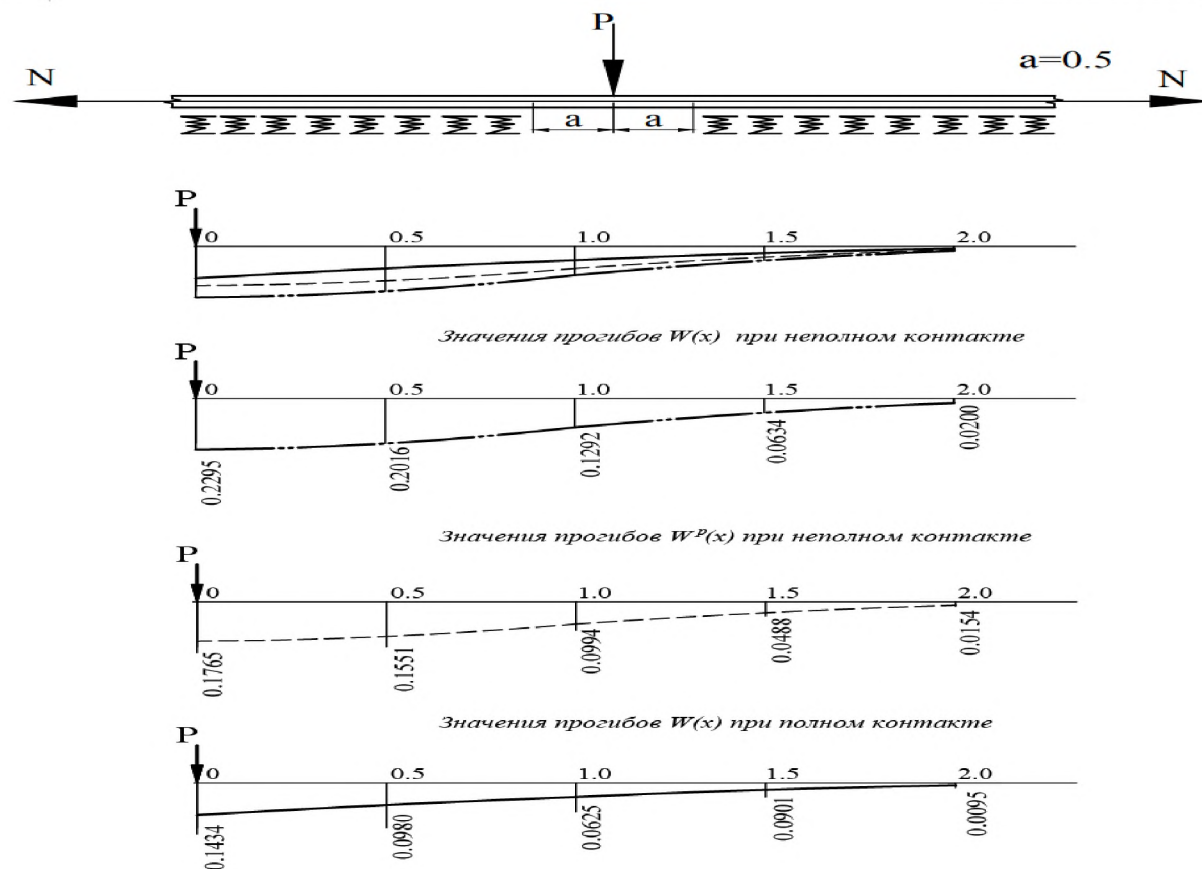 P
a=0.5
N N
a a
P
0 0.5 1.0 1.5 2.0
Значения прогибов W(x) при неполном контакте
P
0 0.5 1.0 1.5 2.0
0.2295 0.2016 0.1292 0.0634 0.0200
Значения прогибов Wᵖ(x) при неполном контакте
P
0 0.5 1.0 1.5 2.0
0.1765 0.1551 0.0994 0.0488 0.0154
Значения прогибов W(x) при полном контакте
P
0 0.5 1.0 1.5 2.0
0.1434 0.0980 0.0625 0.0901 0.0095